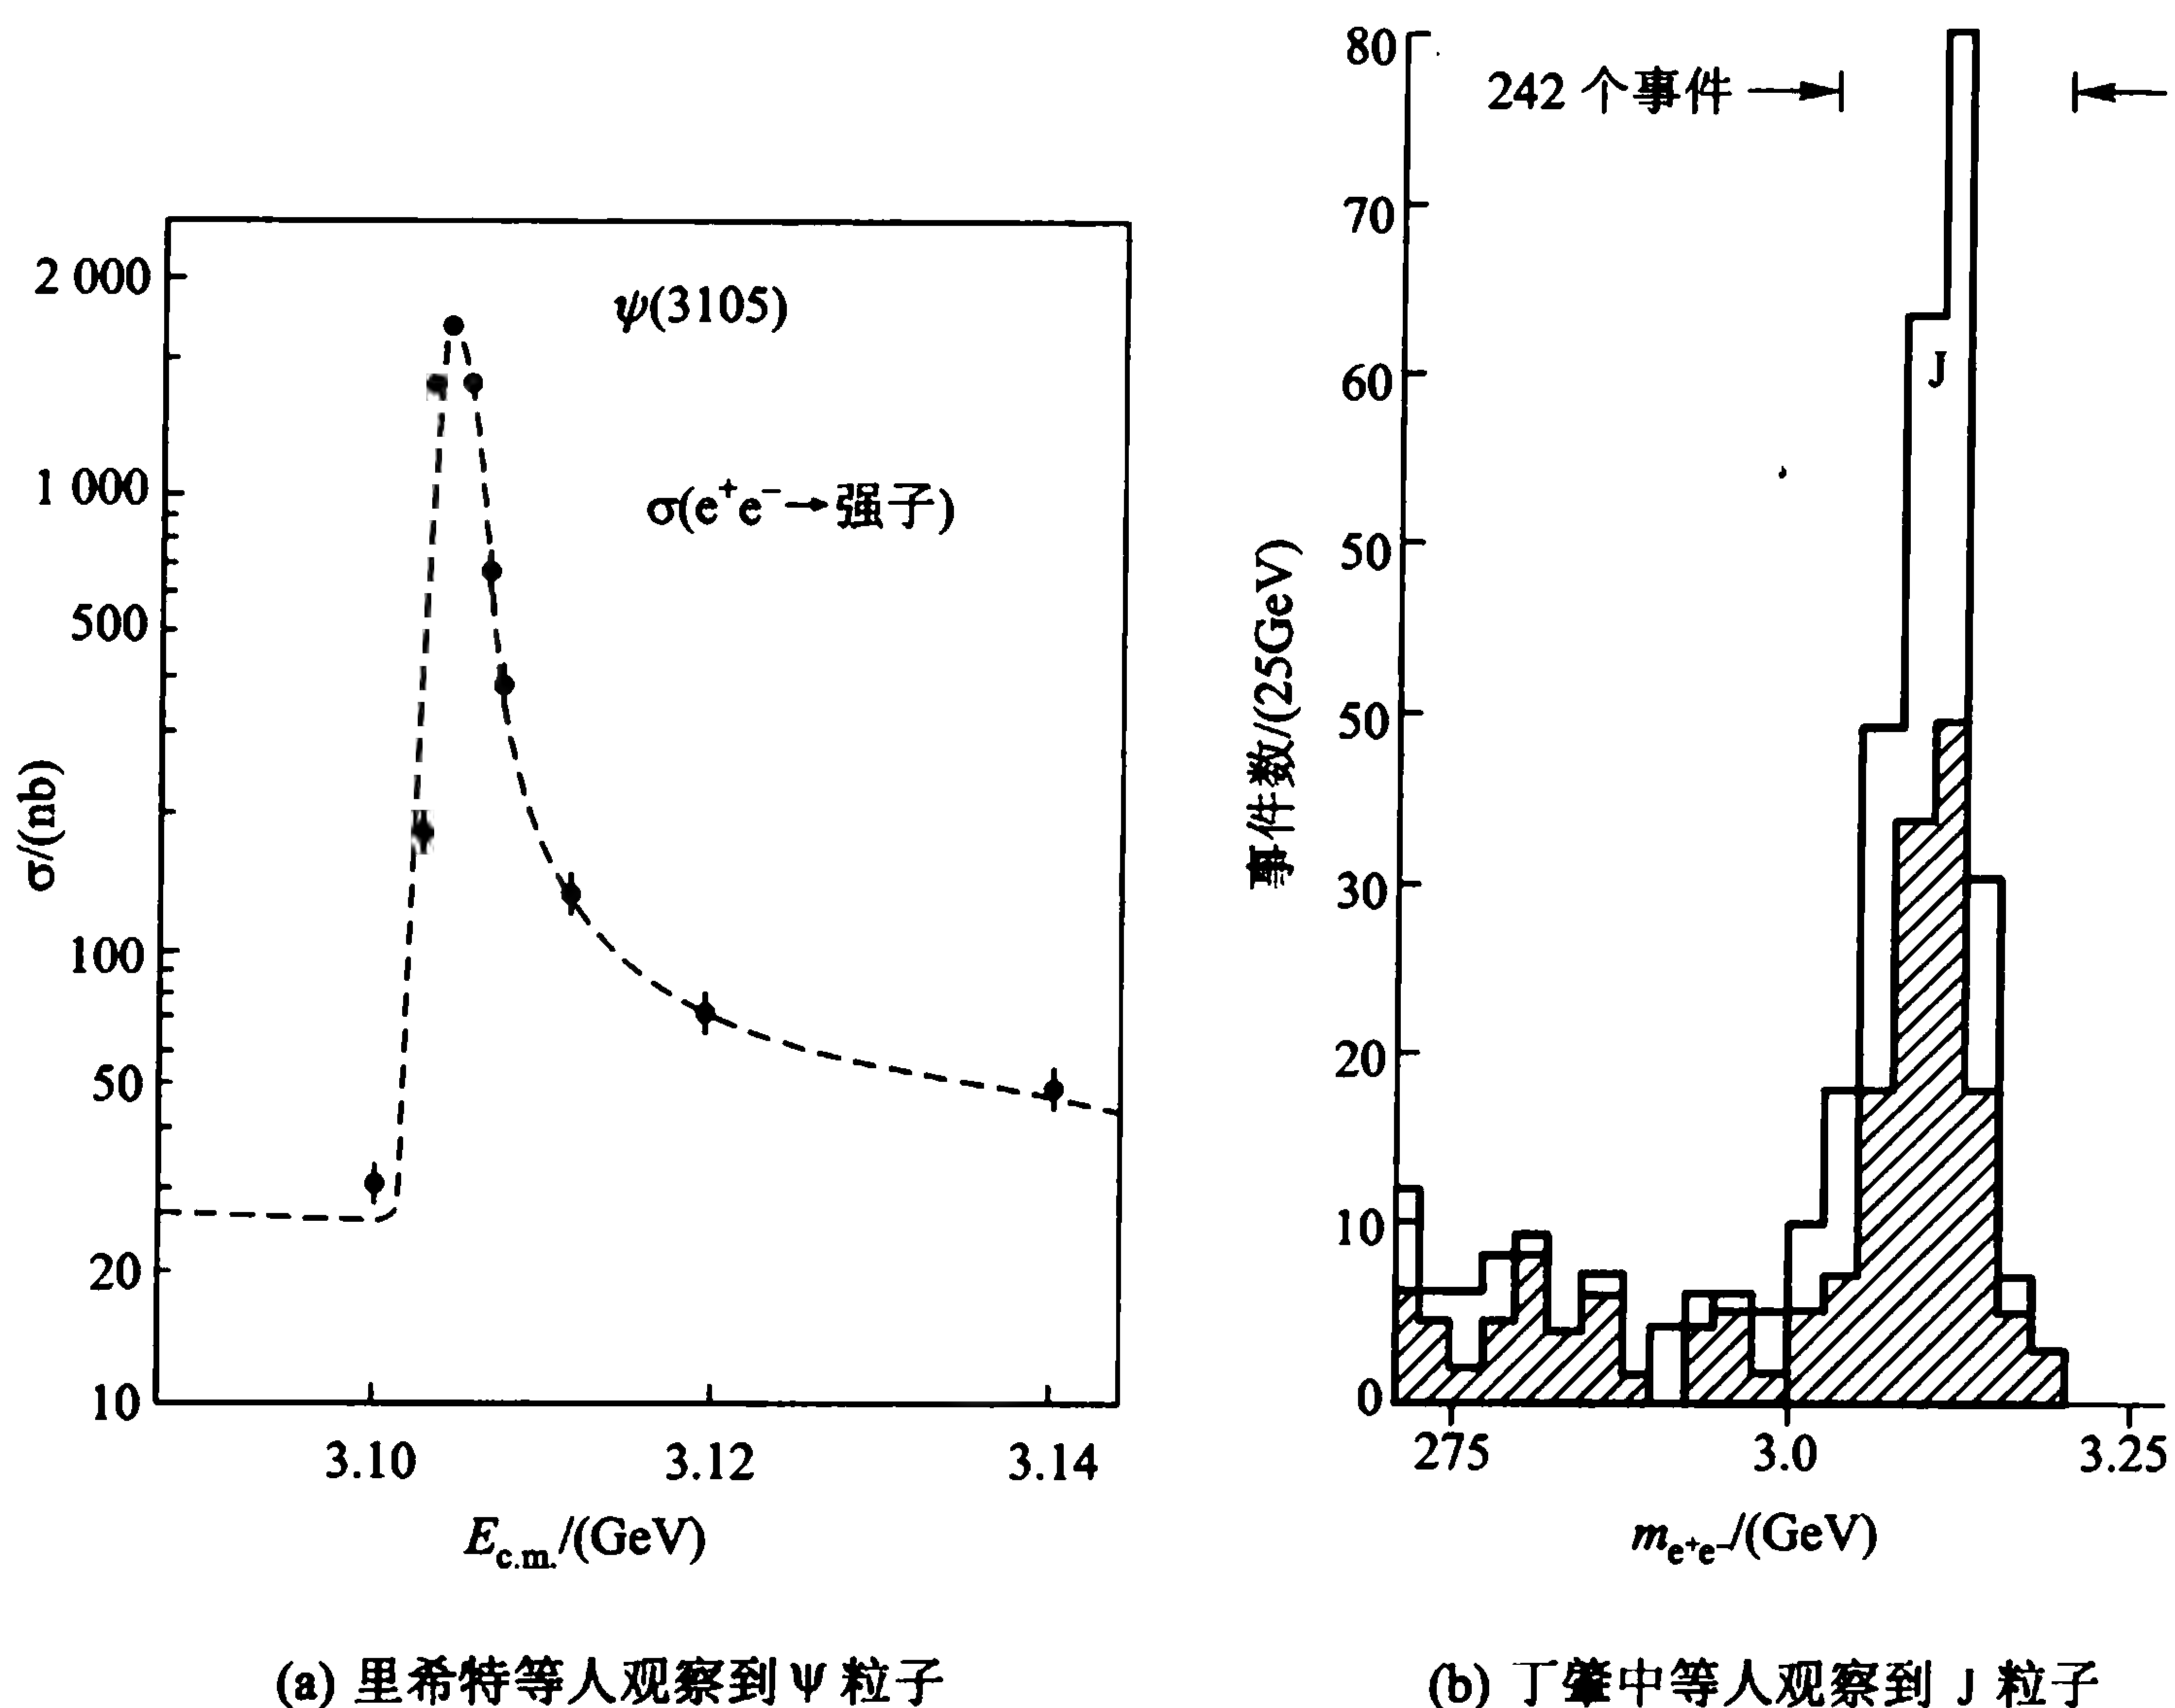 2 000
1 000
500
100
50
20
10
σ/(nb)
ψ(3105)
σ(e⁺e⁻→强子)
3.10 3.12 3.14
E_c.m./(GeV)
(a) 里希特等人观察到 Ψ 粒子
80
70
60
50
50
30
20
10
0
事件数/(25GeV)
242 个事件
J
275 3.0 3.25
m_e⁺e⁻/(GeV)
(b) 丁肇中等人观察到 J 粒子